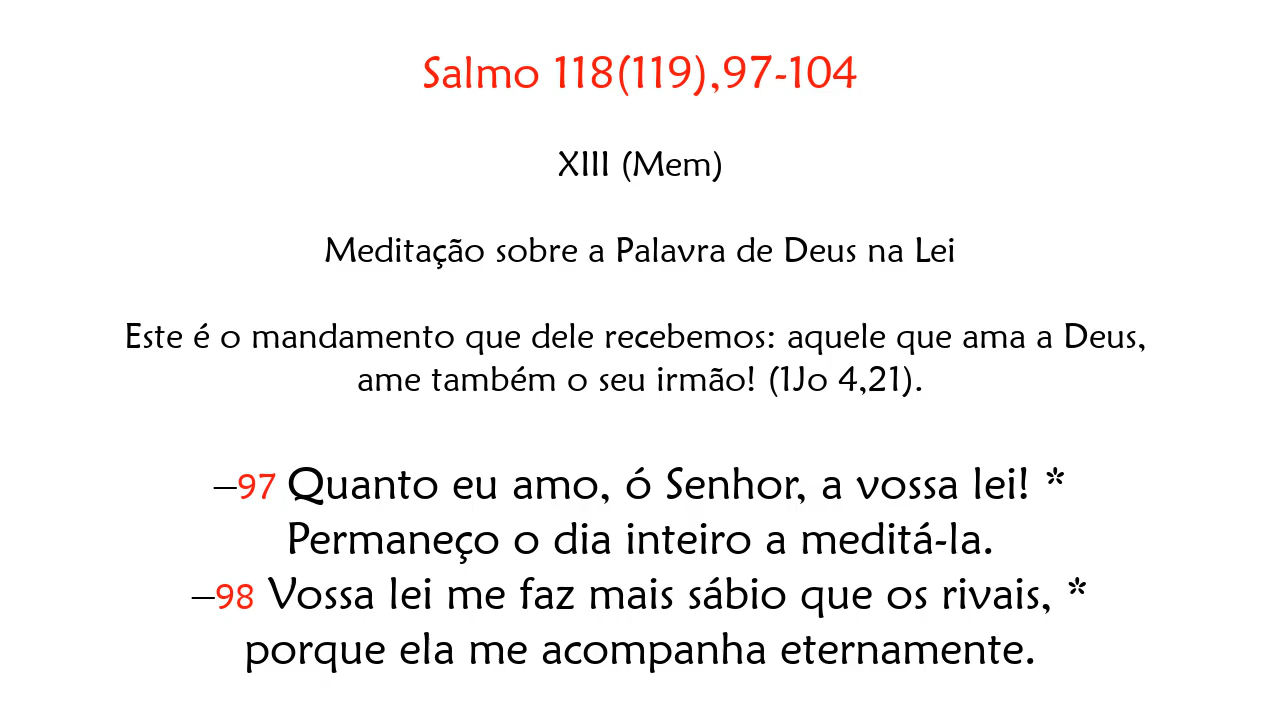 Salmo 118(119),97-104
XIII (Mem)
Meditação sobre a Palavra de Deus na Lei
Este é o mandamento que dele recebemos: aquele que ama a Deus,
ame também o seu irmão! (1Jo 4,21).
–97 Quanto eu amo, ó Senhor, a vossa lei! *
Permaneço o dia inteiro a meditá-la.
–98 Vossa lei me faz mais sábio que os rivais, *
porque ela me acompanha eternamente.